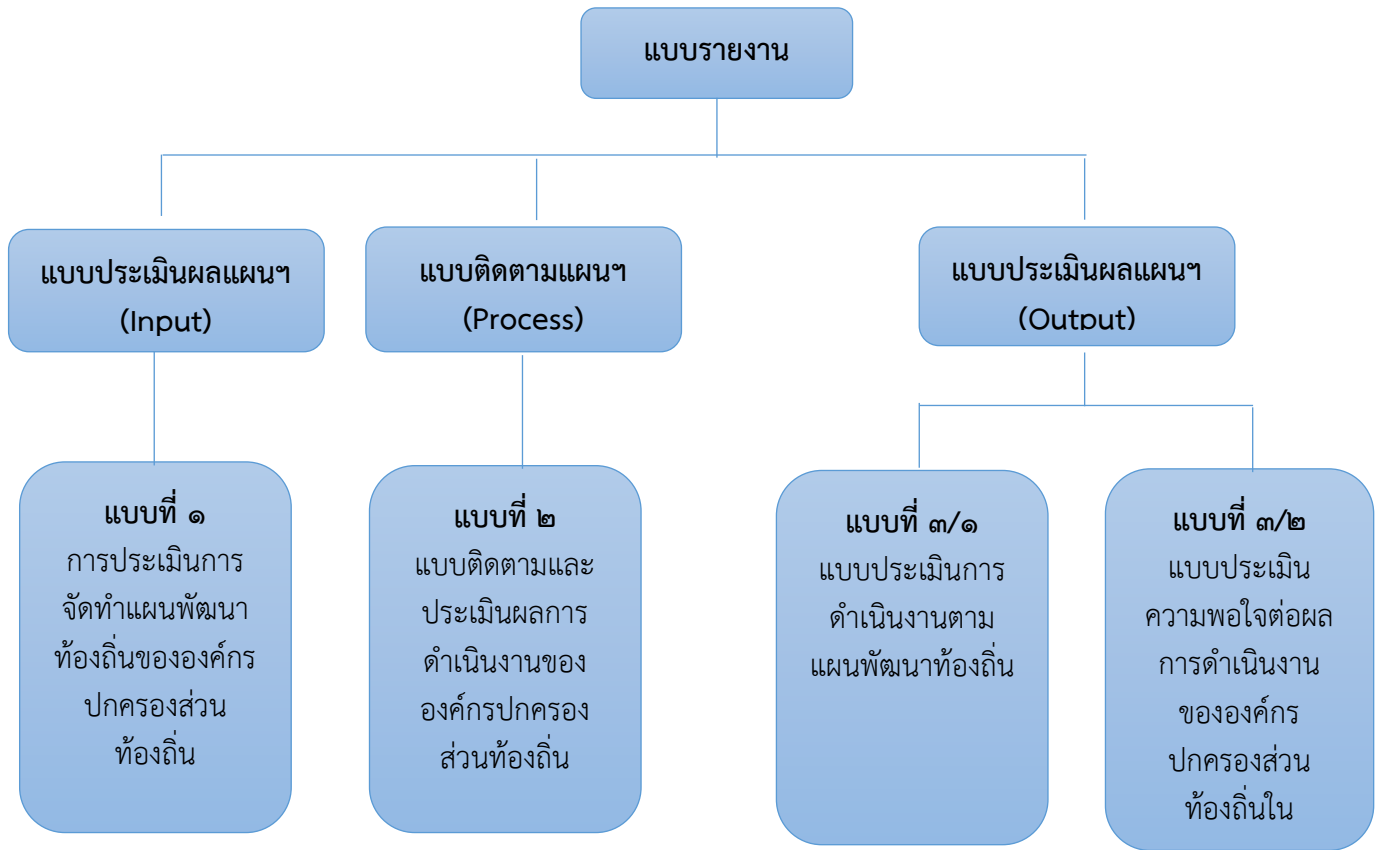 แบบรายงาน
แบบประเมินผลแผนฯ
(Input)
แบบติดตามแผนฯ
(Process)
แบบประเมินผลแผนฯ
(Output)
แบบที่ ๑
การประเมินการ
จัดทำแผนพัฒนา
ท้องถิ่นขององค์กร
ปกครองส่วน
ท้องถิ่น
แบบที่ ๒
แบบติดตามและ
ประเมินผลการ
ดำเนินงานของ
องค์กรปกครอง
ส่วนท้องถิ่น
แบบที่ ๓/๑
แบบประเมินการ
ดำเนินงานตาม
แผนพัฒนาท้องถิ่น
แบบที่ ๓/๒
แบบประเมิน
ความพอใจต่อผล
การดำเนินงาน
ขององค์กร
ปกครองส่วน
ท้องถิ่นใน